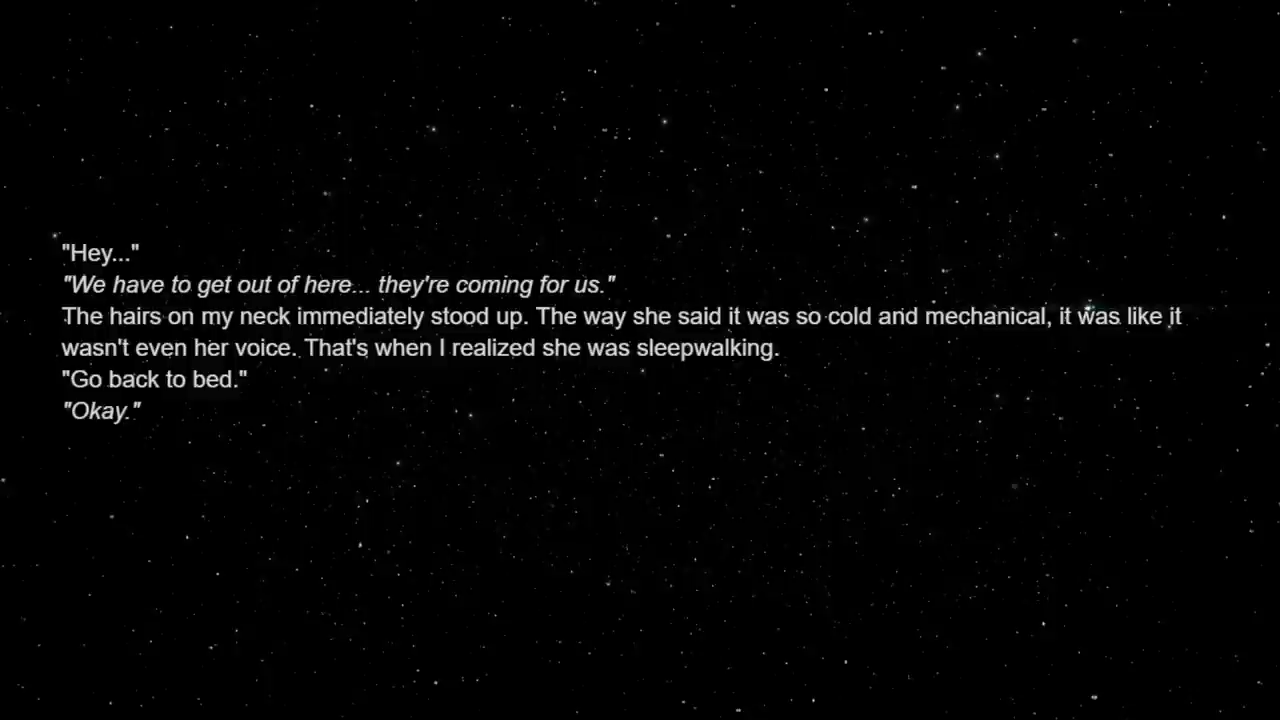 "Hey..."
"We have to get out of here... they're coming for us."
The hairs on my neck immediately stood up. The way she said it was so cold and mechanical, it was like it
wasn't even her voice. That's when I realized she was sleepwalking.
"Go back to bed."
"Okay."